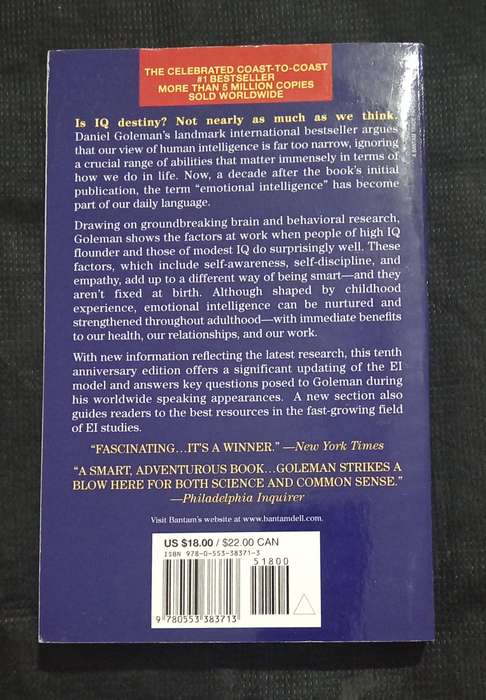 THE CELEBRATED COAST-TO-COAST
#1 BESTSELLER
MORE THAN 5 MILLION COPIES
SOLD WORLDWIDE
Is IQ destiny? Not nearly as much as we think.
Daniel Goleman's landmark international bestseller argues
that our view of human intelligence is far too narrow, ignoring
a crucial range of abilities that matter immensely in terms of
how we do in life. Now, a decade after the book's initial
publication, the term “emotional intelligence” has become
part of our daily language.
Drawing on groundbreaking brain and behavioral research,
Goleman shows the factors at work when people of high IQ
flounder and those of modest IQ do surprisingly well. These
factors, which include self-awareness, self-discipline, and
empathy, add up to a different way of being smart—and they
aren't fixed at birth. Although shaped by childhood
experience, emotional intelligence can be nurtured and
strengthened throughout adulthood—with immediate benefits
to our health, our relationships, and our work.
With new information reflecting the latest research, this tenth
anniversary edition offers a significant updating of the EI
model and answers key questions posed to Goleman during
his worldwide speaking appearances. A new section also
guides readers to the best resources in the fast-growing field
of EI studies.
“FASCINATING...IT'S A WINNER.” —New York Times
“A SMART, ADVENTUROUS BOOK...GOLEMAN STRIKES A
BLOW HERE FOR BOTH SCIENCE AND COMMON SENSE.”
—Philadelphia Inquirer
Visit Bantam's website at www.bantamdell.com.
US $18.00 / $22.00 CAN
ISBN 978-0-553-38371-3
51800
9 780553 383713